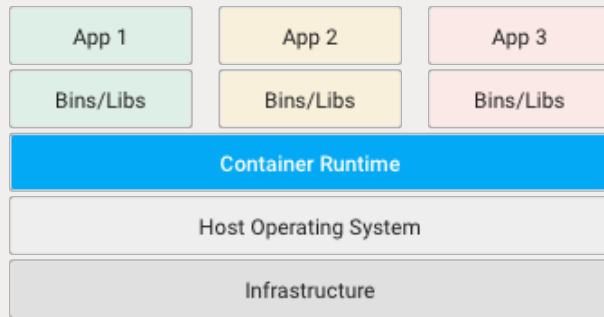 App 1
App 2
App 3
Bins/Libs
Bins/Libs
Bins/Libs
Container Runtime
Host Operating System
Infrastructure